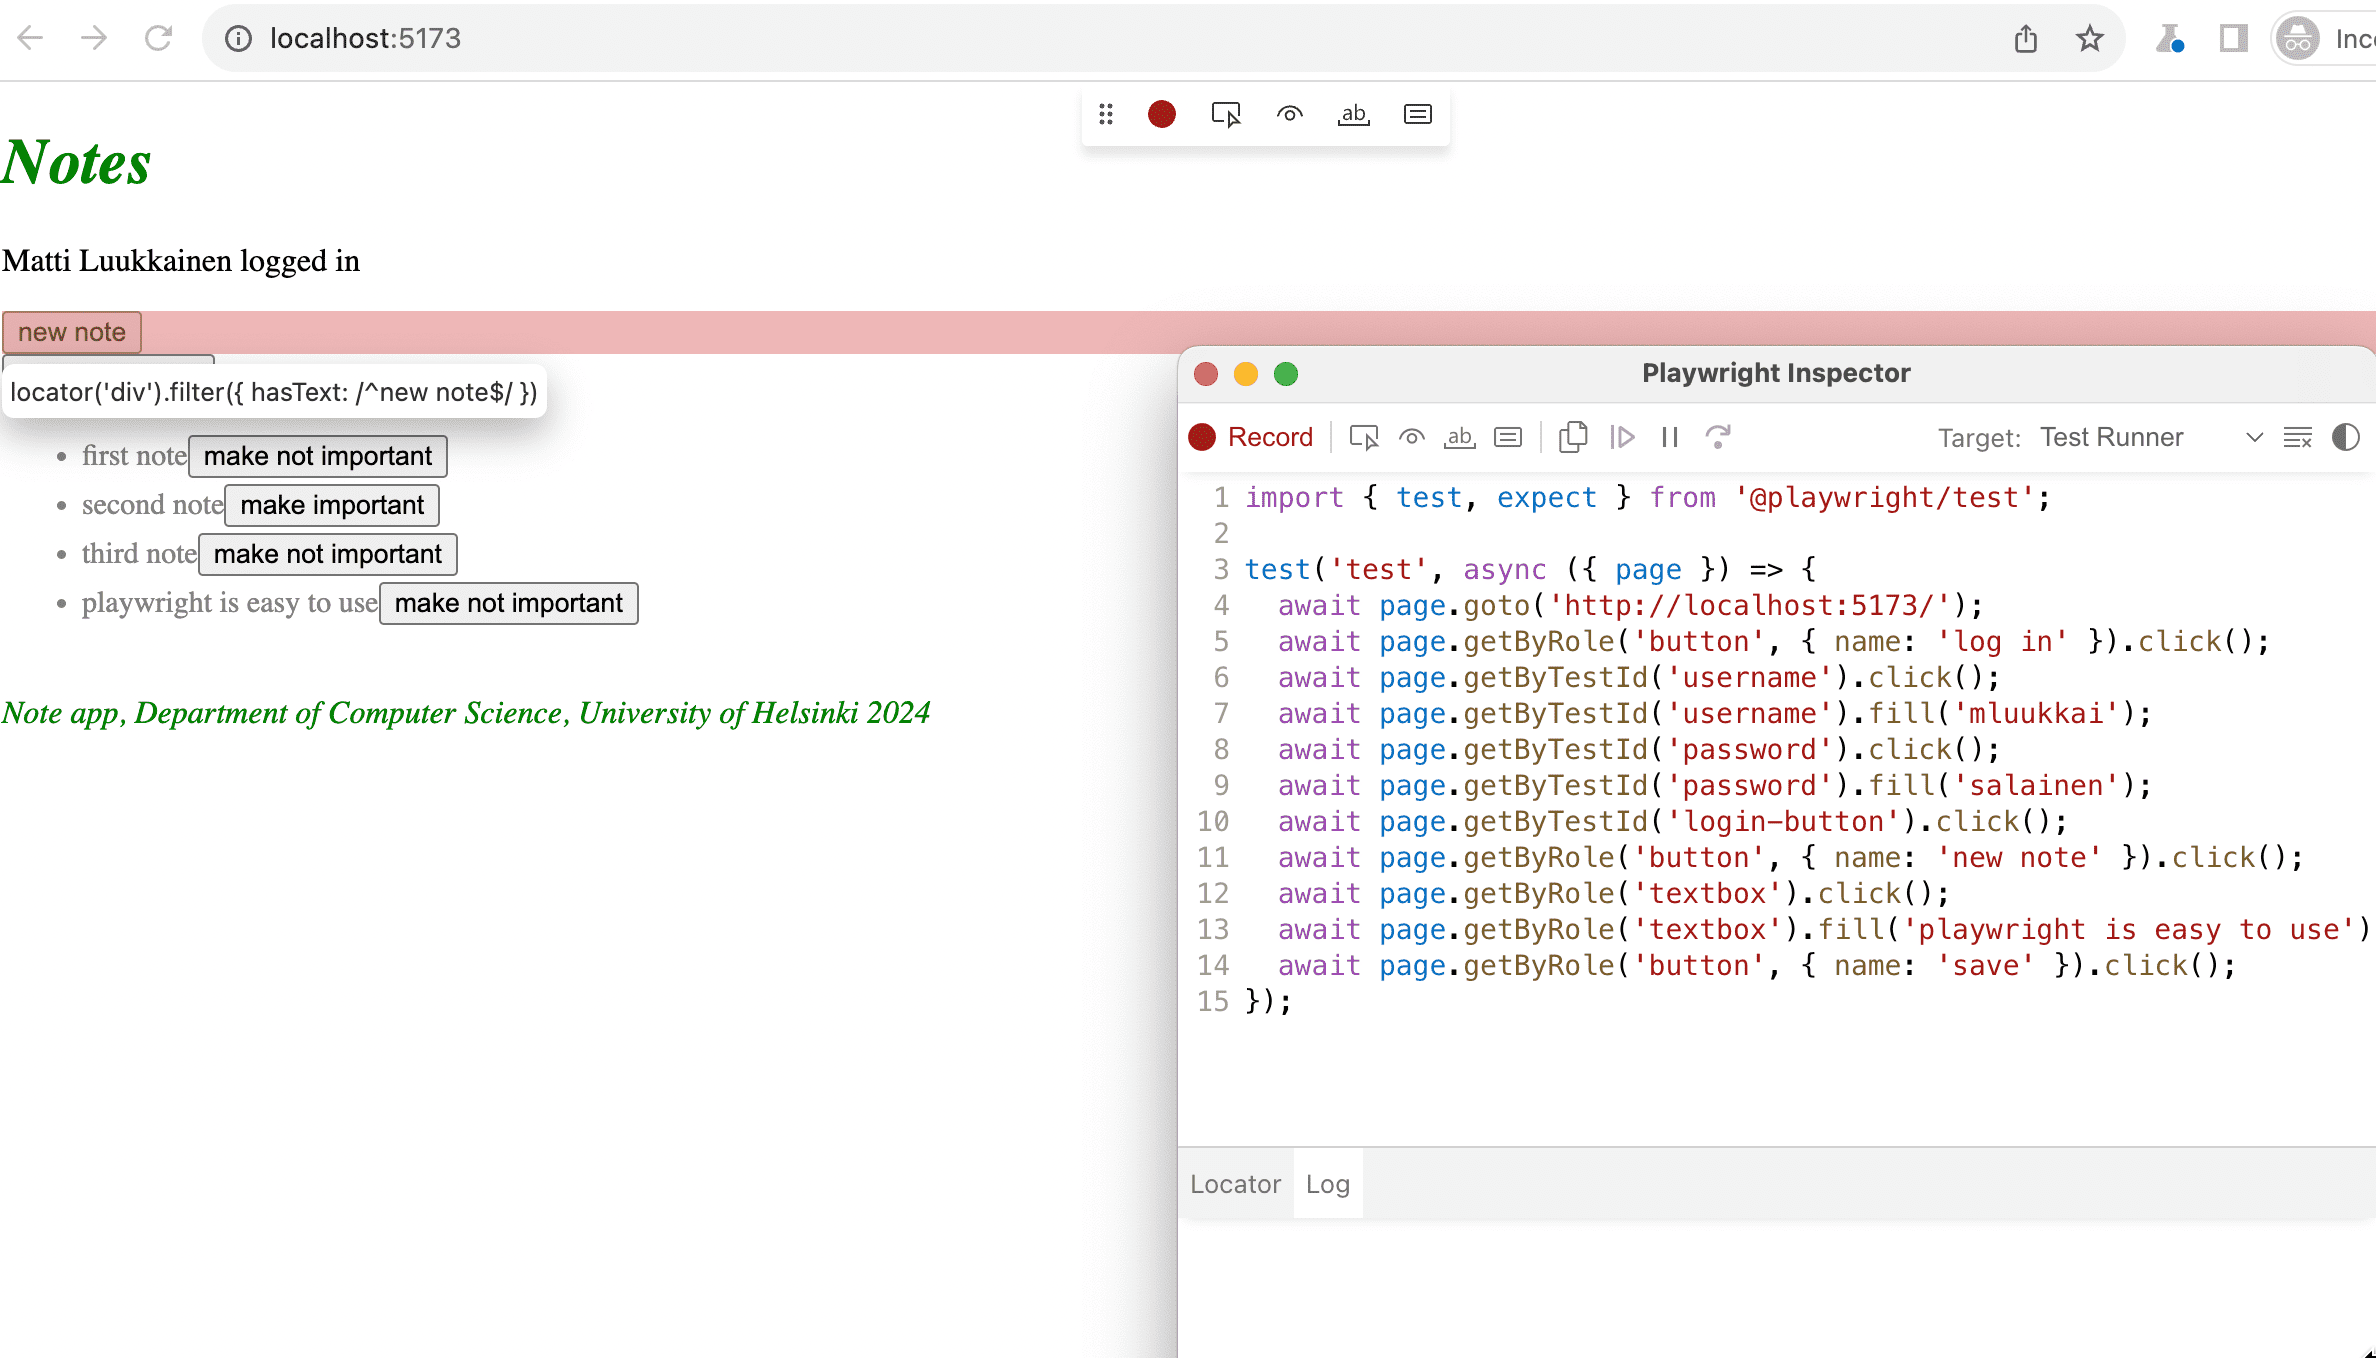 localhost:5173
Inc
ab
Notes
Matti Luukkainen logged in
new note
locator('div').filter({ hasText: /^new note$/ })
first note make not important
second note make important
third note make not important
playwright is easy to use make not important
Note app, Department of Computer Science, University of Helsinki 2024
Playwright Inspector
Record ab Target: Test Runner
1 import { test, expect } from '@playwright/test';
2
3 test('test', async ({ page }) => {
4 await page.goto('http://localhost:5173/');
5 await page.getByRole('button', { name: 'log in' }).click();
6 await page.getByTestId('username').click();
7 await page.getByTestId('username').fill('mluukkai');
8 await page.getByTestId('password').click();
9 await page.getByTestId('password').fill('salainen');
10 await page.getByTestId('login-button').click();
11 await page.getByRole('button', { name: 'new note' }).click();
12 await page.getByRole('textbox').click();
13 await page.getByRole('textbox').fill('playwright is easy to use')
14 await page.getByRole('button', { name: 'save' }).click();
15 });
Locator Log